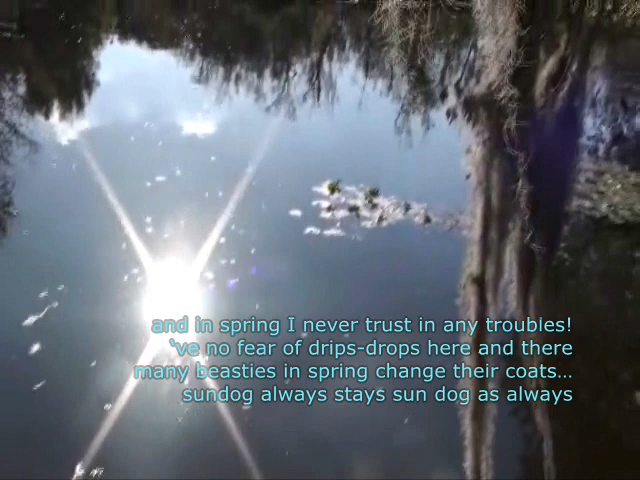 and in spring I never trust in any troubles!
've no fear of drips-drops here and there
many beasties in spring change their coats...
sundog always stays sun dog as always